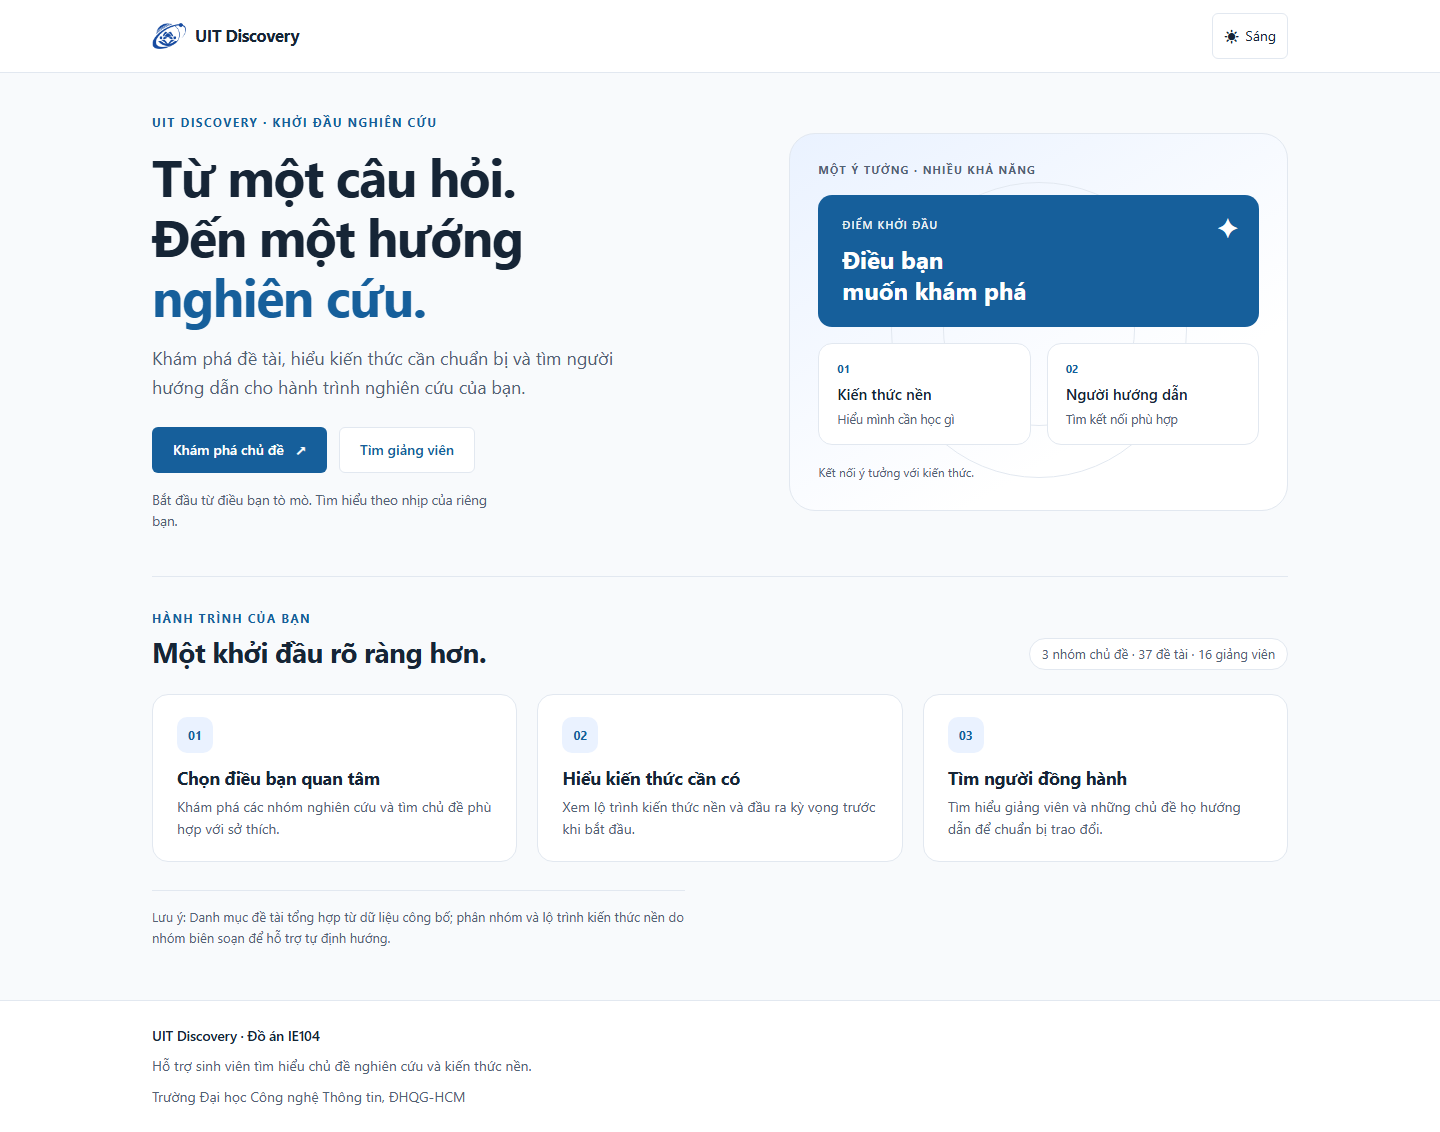 UIT Discovery
Sáng
UIT DISCOVERY · KHỞI ĐẦU NGHIÊN CỨU
Từ một câu hỏi.
Đến một hướng
nghiên cứu.
Khám phá đề tài, hiểu kiến thức cần chuẩn bị và tìm người
hướng dẫn cho hành trình nghiên cứu của bạn.
Khám phá chủ đề ↗
Tìm giảng viên
Bắt đầu từ điều bạn tò mò. Tìm hiểu theo nhịp của riêng
bạn.
MỘT Ý TƯỞNG · NHIỀU KHẢ NĂNG
ĐIỂM KHỞI ĐẦU
Điều bạn
muốn khám phá
01
Kiến thức nền
Hiểu mình cần học gì
02
Người hướng dẫn
Tìm kết nối phù hợp
Kết nối ý tưởng với kiến thức.
HÀNH TRÌNH CỦA BẠN
Một khởi đầu rõ ràng hơn.
3 nhóm chủ đề · 37 đề tài · 16 giảng viên
01
Chọn điều bạn quan tâm
Khám phá các nhóm nghiên cứu và tìm chủ đề phù
hợp với sở thích.
02
Hiểu kiến thức cần có
Xem lộ trình kiến thức nền và đầu ra kỳ vọng trước
khi bắt đầu.
03
Tìm người đồng hành
Tìm hiểu giảng viên và những chủ đề họ hướng
dẫn để chuẩn bị trao đổi.
Lưu ý: Danh mục đề tài tổng hợp từ dữ liệu công bố; phân nhóm và lộ trình kiến thức nền do
nhóm biên soạn để hỗ trợ tự định hướng.
UIT Discovery · Đồ án IE104
Hỗ trợ sinh viên tìm hiểu chủ đề nghiên cứu và kiến thức nền.
Trường Đại học Công nghệ Thông tin, ĐHQG-HCM